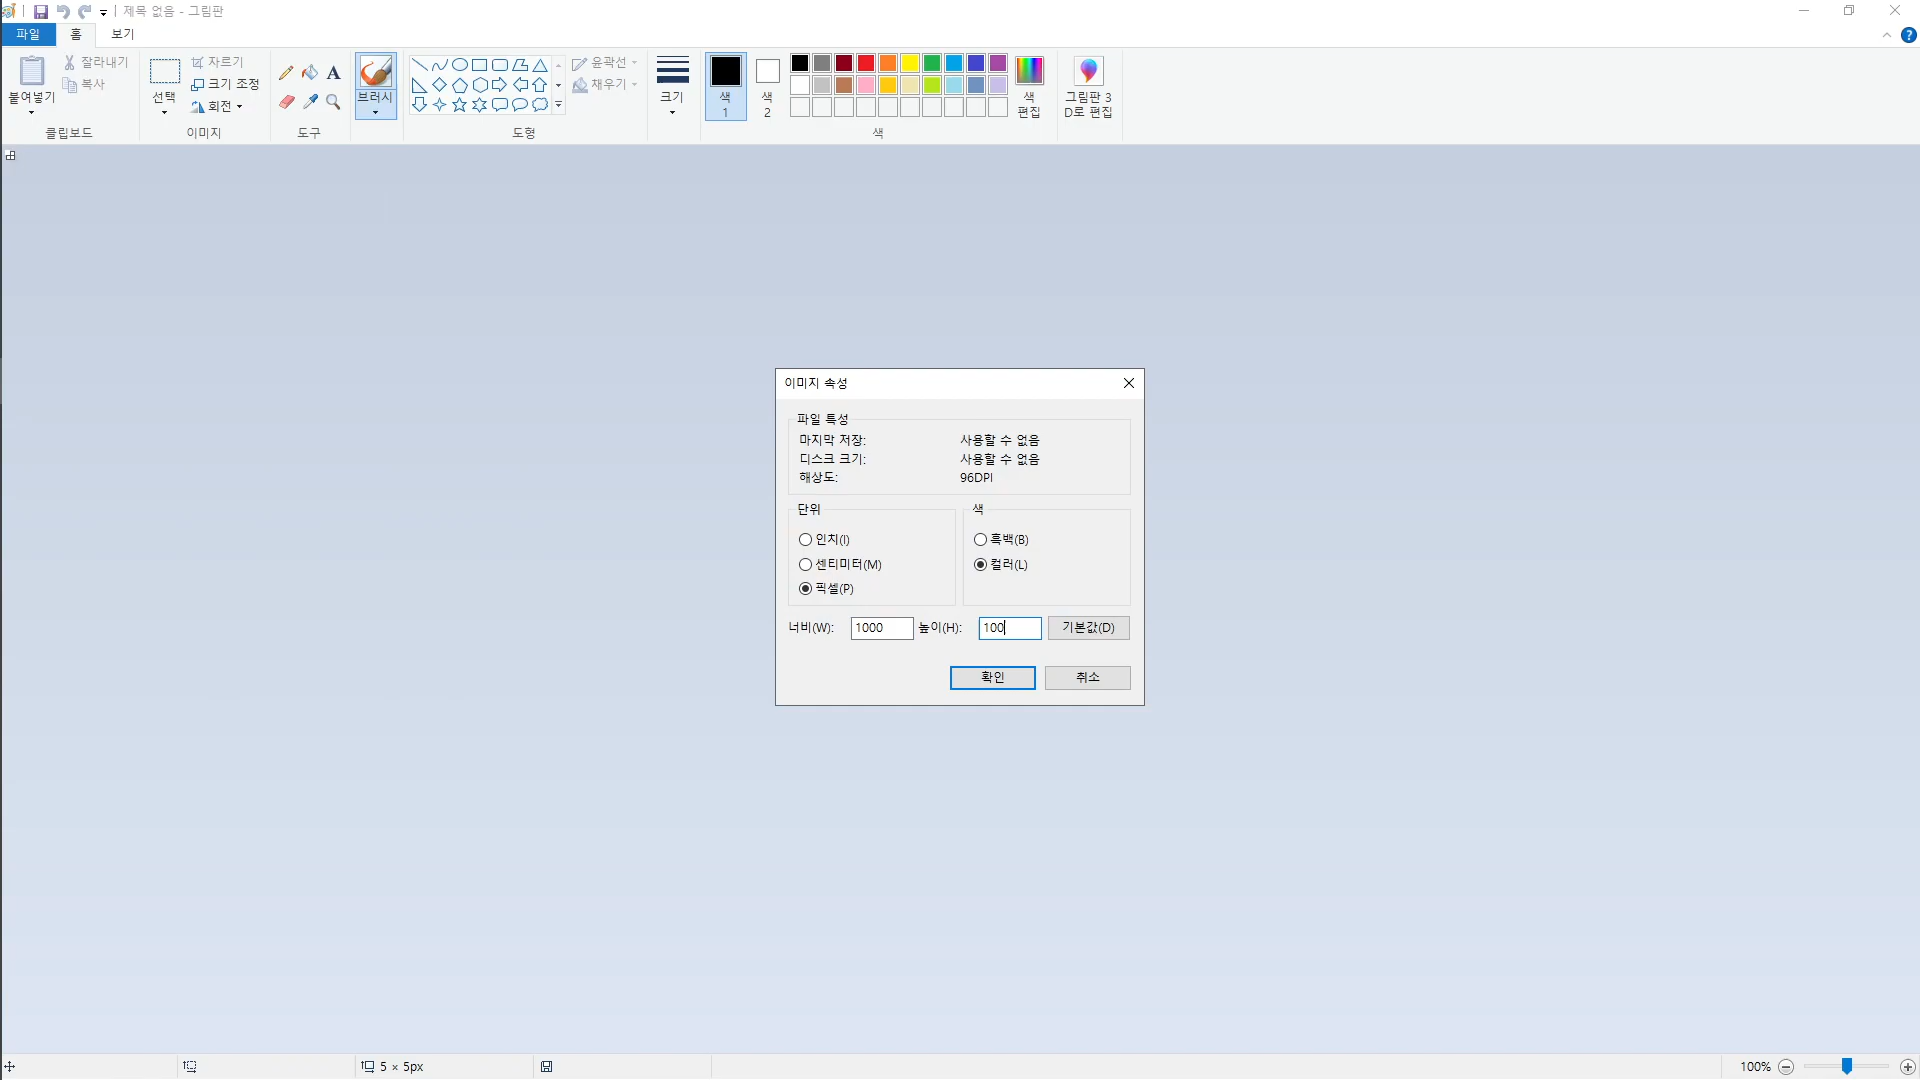 제목 없음 - 그림판
파일 홈 보기
붙여넣기
잘라내기
복사
클립보드
선택
자르기
크기 조정
회전
이미지
A
도구
브러시
윤곽선
채우기
도형
크기
색
1
색
2
색
편집
색
그림판 3
D로 편집
이미지 속성
파일 특성
마지막 저장: 사용할 수 없음
디스크 크기: 사용할 수 없음
해상도: 96DPI
단위
인치(I)
센티미터(M)
픽셀(P)
색
흑백(B)
컬러(L)
너비(W): 1000 높이(H): 100 기본값(D)
확인 취소
5 × 5px
100%